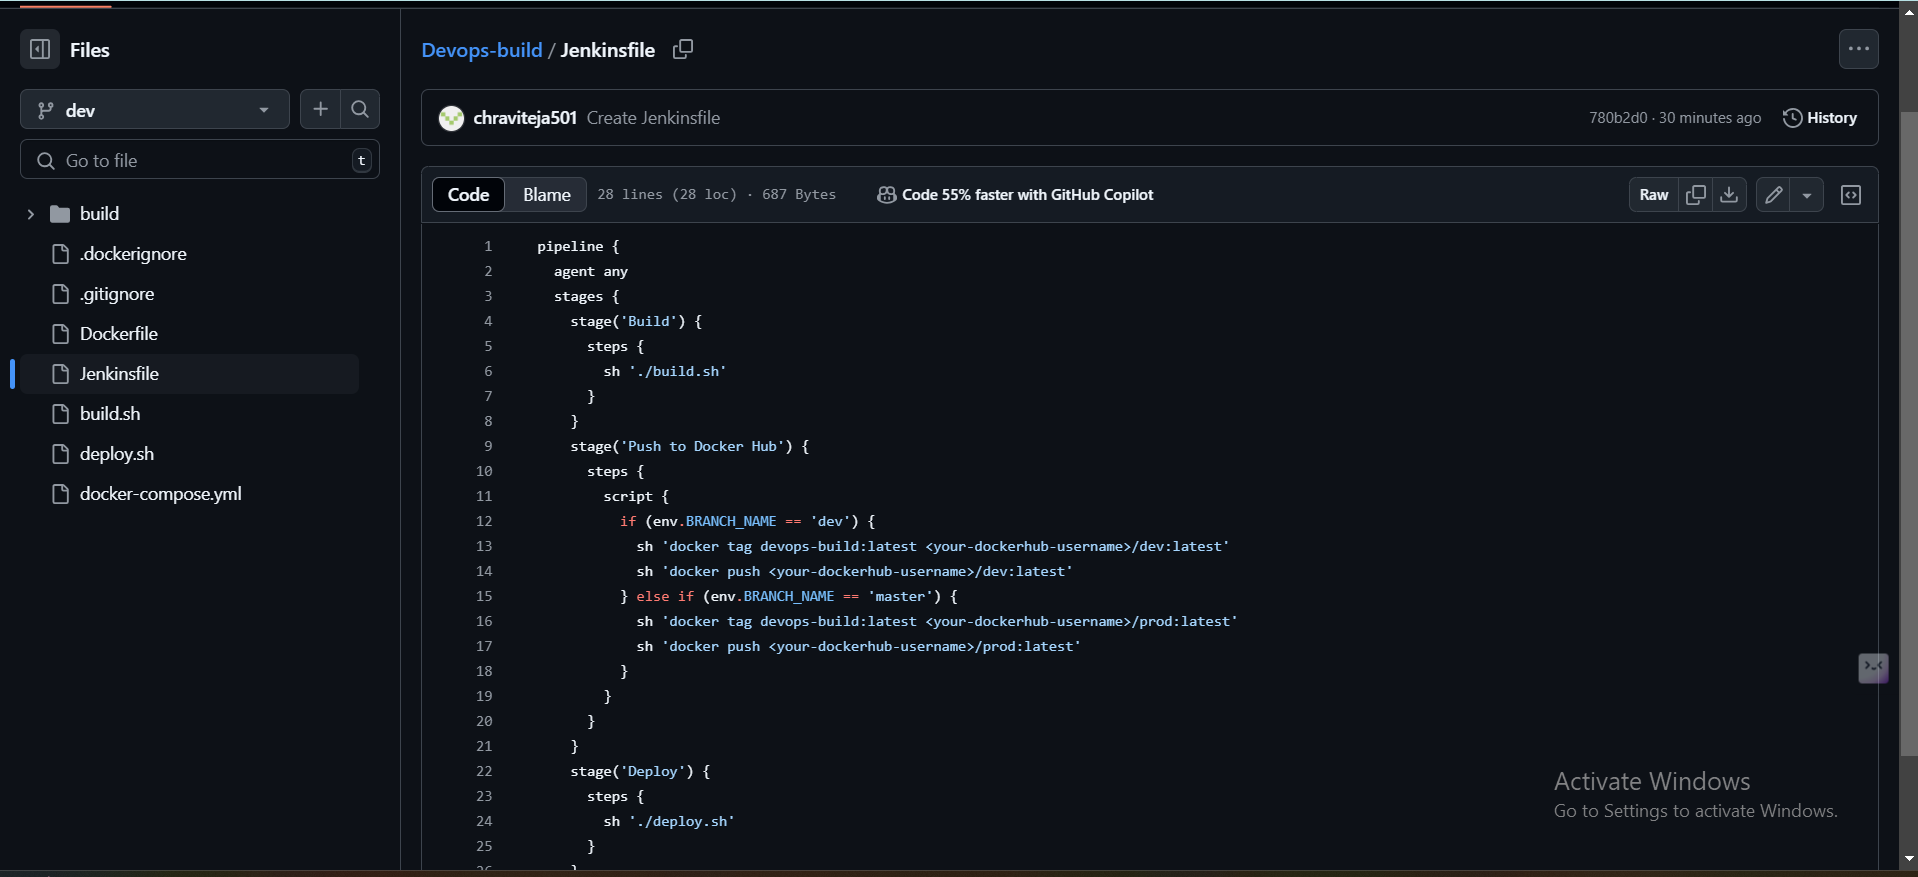 Files
dev
Go to file
t
build
.dockerignore
.gitignore
Dockerfile
Jenkinsfile
build.sh
deploy.sh
docker-compose.yml
Devops-build / Jenkinsfile
chraviteja501 Create Jenkinsfile
780b2d0 · 30 minutes ago
History
Code
Blame
28 lines (28 loc) · 687 Bytes
Code 55% faster with GitHub Copilot
Raw
1 pipeline {
2 agent any
3 stages {
4 stage('Build') {
5 steps {
6 sh './build.sh'
7 }
8 }
9 stage('Push to Docker Hub') {
10 steps {
11 script {
12 if (env.BRANCH_NAME == 'dev') {
13 sh 'docker tag devops-build:latest <your-dockerhub-username>/dev:latest'
14 sh 'docker push <your-dockerhub-username>/dev:latest'
15 } else if (env.BRANCH_NAME == 'master') {
16 sh 'docker tag devops-build:latest <your-dockerhub-username>/prod:latest'
17 sh 'docker push <your-dockerhub-username>/prod:latest'
18 }
19 }
20 }
21 }
22 stage('Deploy') {
23 steps {
24 sh './deploy.sh'
25 }
26 }
Activate Windows
Go to Settings to activate Windows.